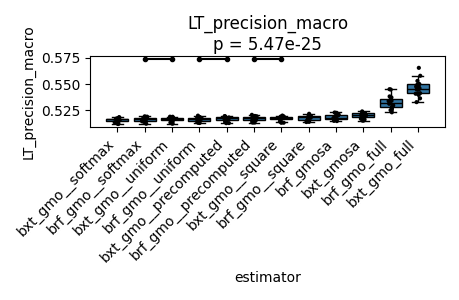 LT_precision_macro
p = 5.47e-25
LT_precision_macro
0.575
0.550
0.525
bxt_gmo__softmax
brf_gmo__softmax
bxt_gmo__uniform
brf_gmo__uniform
bxt_gmo__precomputed
brf_gmo__precomputed
bxt_gmo__square
brf_gmo__square
brf_gmosa
bxt_gmosa
brf_gmo_full
bxt_gmo_full
estimator